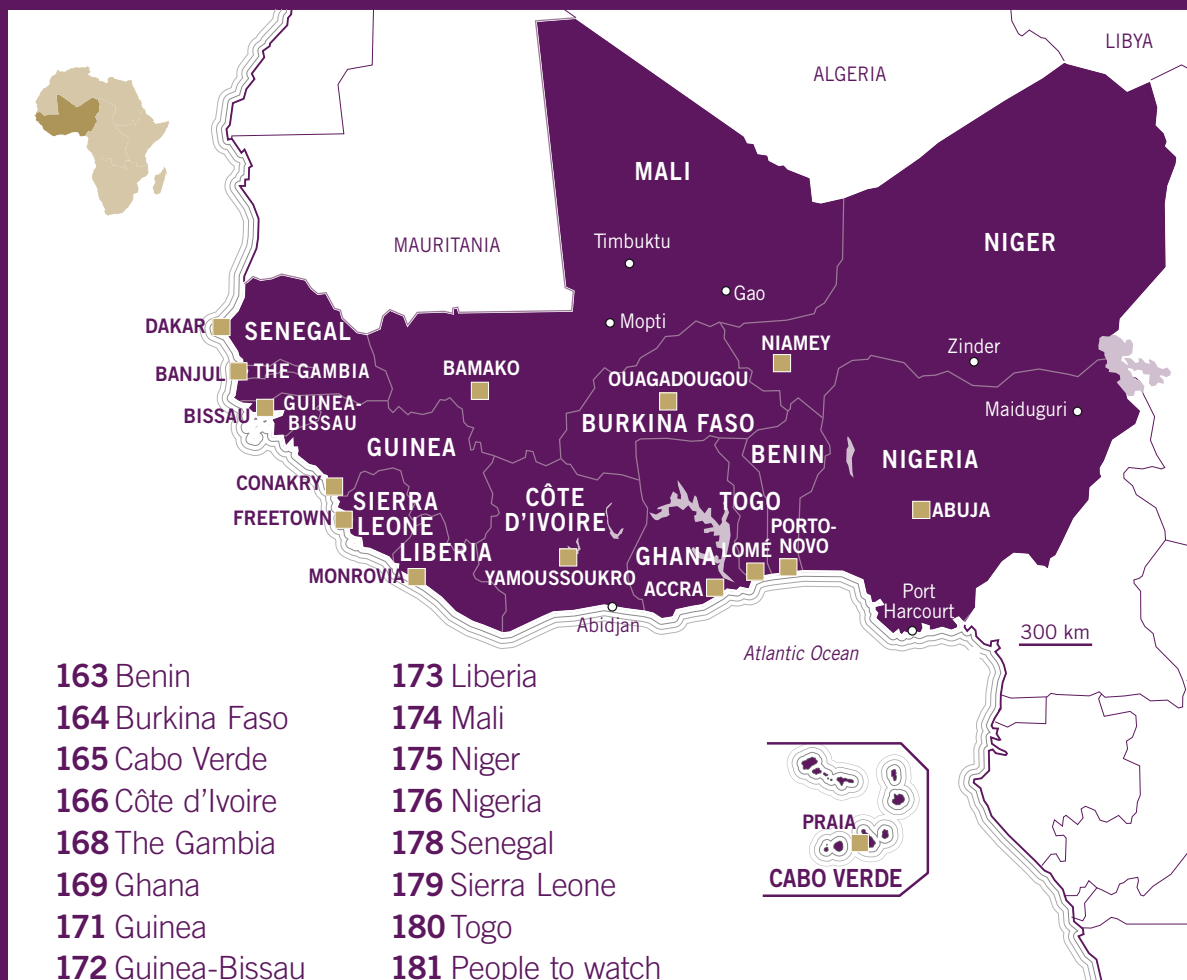 LIBYA
ALGERIA
MALI
MAURITANIA
NIGER
Timbuktu
Gao
Mopti
DAKAR
SENEGAL
NIAMEY
Zinder
BANJUL
THE GAMBIA
BAMAKO
OUAGADOUGOU
BISSAU
GUINEA-
BISSAU
BURKINA FASO
Maiduguri
GUINEA
BENIN
NIGERIA
CONAKRY
SIERRA
LEONE
CÔTE
D'IVOIRE
TOGO
ABUJA
FREETOWN
PORTO-
NOVO
LIBERIA
GHANA
LOMÉ
MONROVIA
YAMOUSSOUKRO
ACCRA
Port
Harcourt
Abidjan
300 km
Atlantic Ocean
163 Benin
164 Burkina Faso
165 Cabo Verde
166 Côte d'Ivoire
168 The Gambia
169 Ghana
171 Guinea
172 Guinea-Bissau
173 Liberia
174 Mali
175 Niger
176 Nigeria
178 Senegal
179 Sierra Leone
180 Togo
181 People to watch
PRAIA
CABO VERDE